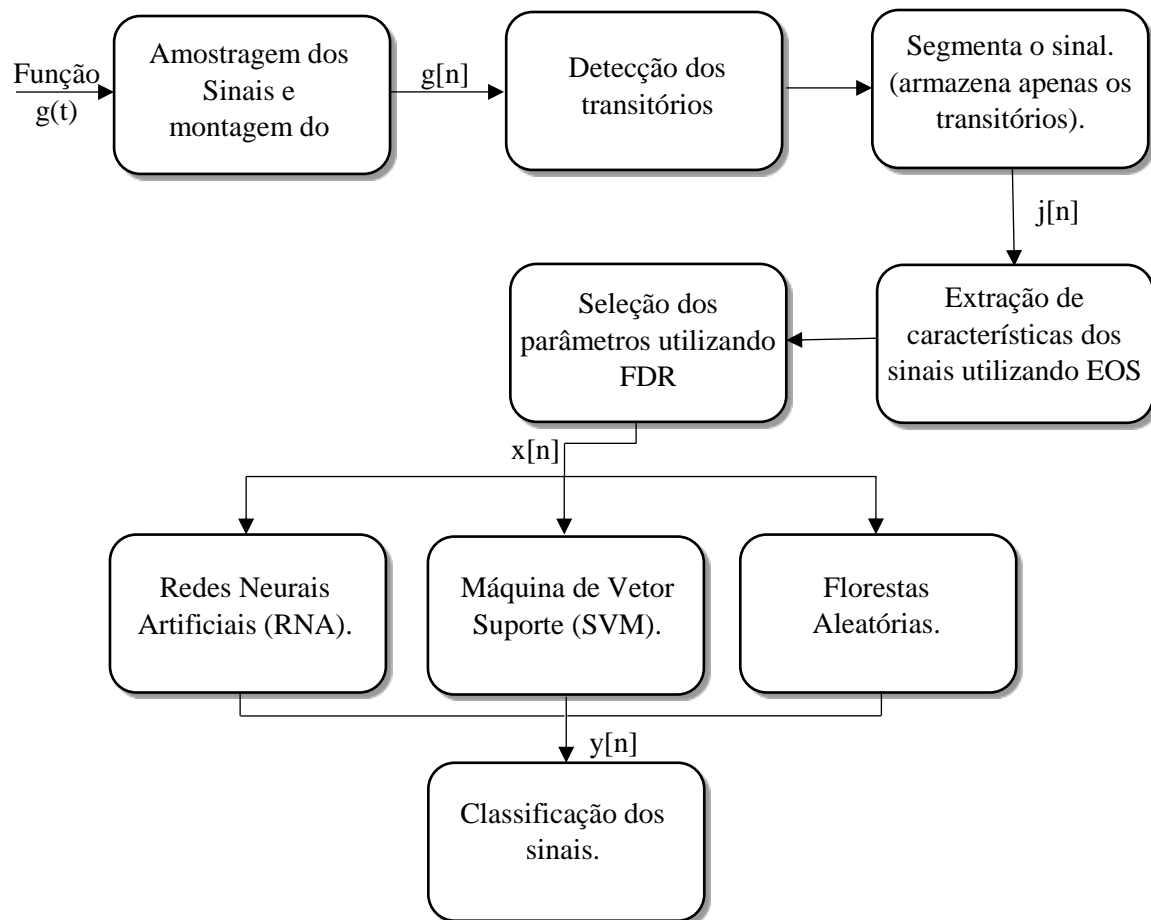 Função
g(t)
Amostragem dos
Sinais e
montagem do
g[n]
Detecção dos
transitórios
Segmenta o sinal.
(armazena apenas os
transitórios).
j[n]
Extração de
características dos
sinais utilizando EOS
Seleção dos
parâmetros utilizando
FDR
x[n]
Redes Neurais
Artificiais (RNA).
Máquina de Vetor
Suporte (SVM).
Florestas
Aleatórias.
y[n]
Classificação dos
sinais.